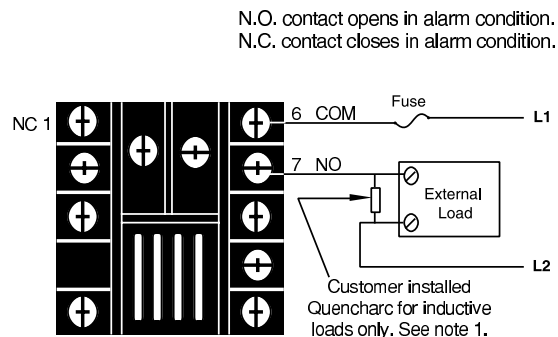 N.O. contact opens in alarm condition.
N.C. contact closes in alarm condition.
Fuse
6 COM
L1
NC 1
7 NO
External
Load
L2
Customer installed
Quencharc for inductive
loads only. See note 1.